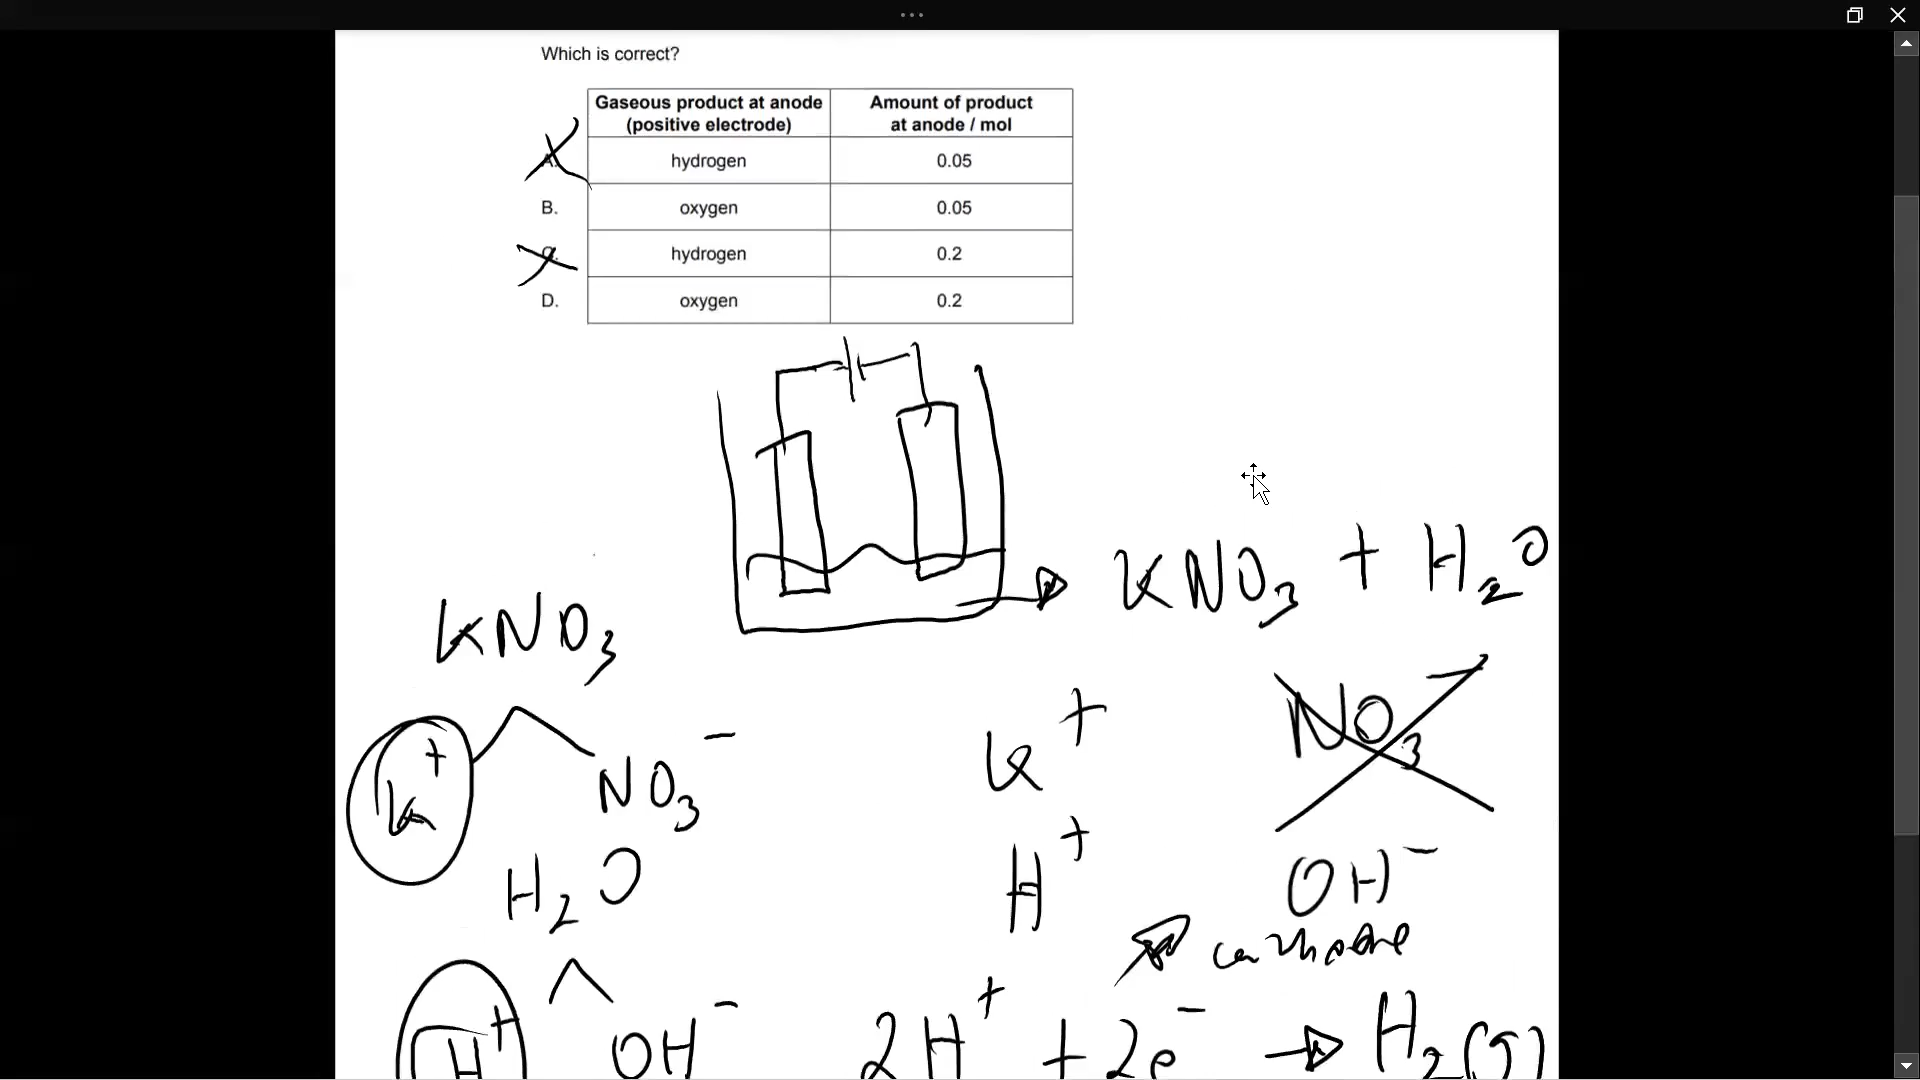 Which is correct?
Gaseous product at anode (positive electrode) Amount of product at anode / mol
A. hydrogen 0.05
B. oxygen 0.05
C. hydrogen 0.2
D. oxygen 0.2
KNO3 + H2O
KNO3
K+ NO3-
K+ NO3-
H2O
H+ OH-
cathode
H+ OH-
2H+ + 2e- → H2(g)